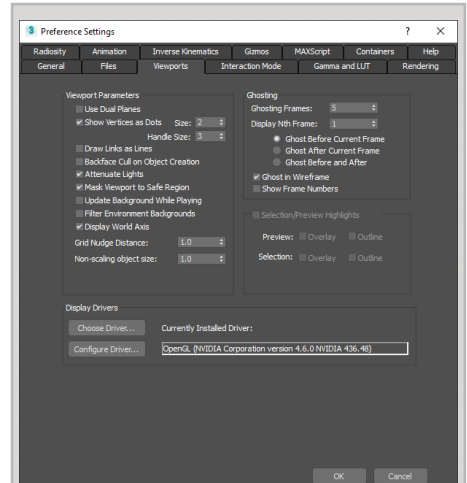 3 Preference Settings ? ×
Radiosity Animation Inverse Kinematics Gizmos MAXScript Containers Help
General Files Viewports Interaction Mode Gamma and LUT Rendering
Viewport Parameters
Use Dual Planes
Show Vertices as Dots Size: 2
Handle Size: 3
Draw Links as Lines
Backface Cull on Object Creation
Attenuate Lights
Mask Viewport to Safe Region
Update Background While Playing
Filter Environment Backgrounds
Display World Axis
Grid Nudge Distance: 1.0
Non-scaling object size: 1.0
Ghosting
Ghosting Frames: 5
Display Nth Frame: 1
Ghost Before Current Frame
Ghost After Current Frame
Ghost Before and After
Ghost in Wireframe
Show Frame Numbers
Selection/Preview Highlights
Preview: Overlay Outline
Selection: Overlay Outline
Display Drivers
Choose Driver... Currently Installed Driver:
Configure Driver... OpenGL (NVIDIA Corporation version 4.6.0 NVIDIA 436.48)
OK Cancel